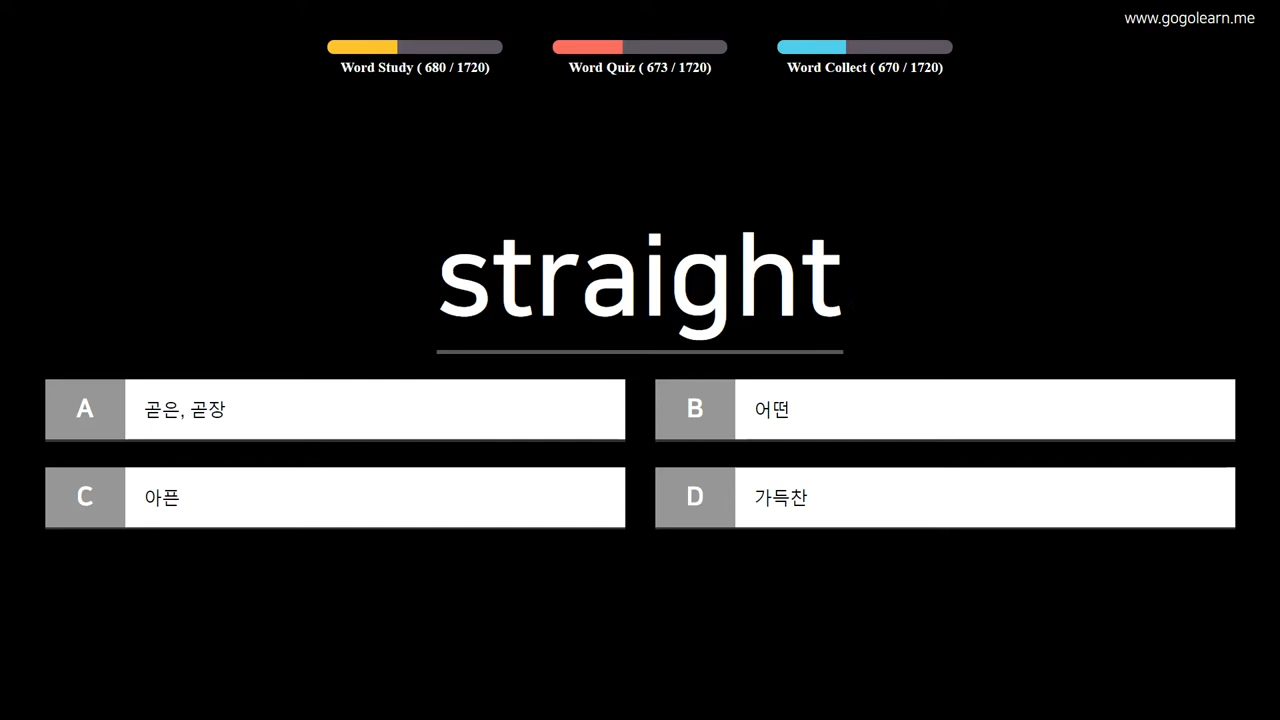 www.gogolearn.me
Word Study ( 680 / 1720)
Word Quiz ( 673 / 1720)
Word Collect ( 670 / 1720)
straight
A 곧은, 곧장
B 어떤
C 아픈
D 가득찬